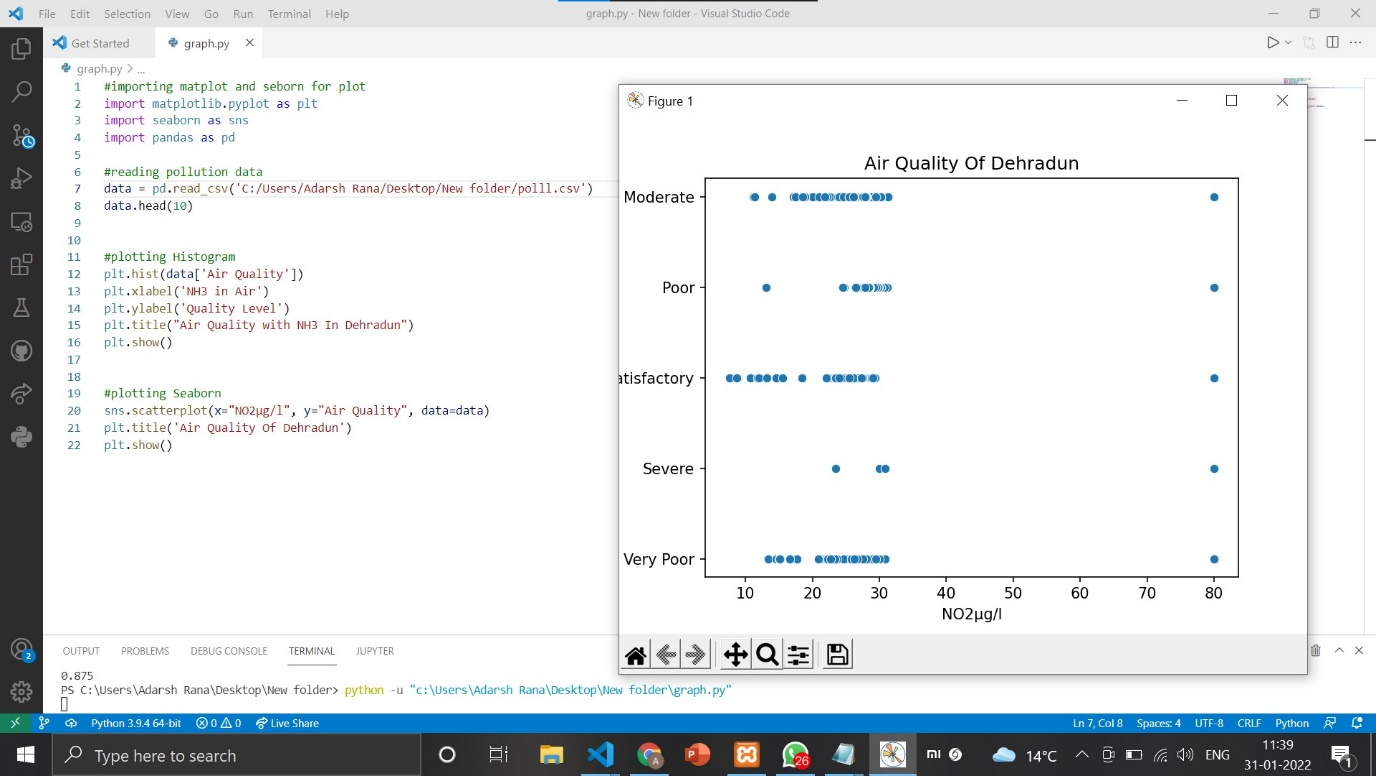 File Edit Selection View Go Run Terminal Help
graph.py - New folder - Visual Studio Code
Get Started
graph.py
graph.py > ...
1 #importing matplot and seborn for plot
2 import matplotlib.pyplot as plt
3 import seaborn as sns
4 import pandas as pd
5
6 #reading pollution data
7 data = pd.read_csv('C:/Users/Adarsh Rana/Desktop/New folder/polll.csv')
8 data.head(10)
9
10
11 #plotting Histogram
12 plt.hist(data['Air Quality'])
13 plt.xlabel('NH3 in Air')
14 plt.ylabel('Quality Level')
15 plt.title("Air Quality with NH3 In Dehradun")
16 plt.show()
17
18
19 #plotting Seaborn
20 sns.scatterplot(x="NO2µg/l", y="Air Quality", data=data)
21 plt.title('Air Quality Of Dehradun')
22 plt.show()
Figure 1
Air Quality Of Dehradun
Moderate
Poor
atisfactory
Severe
Very Poor
10 20 30 40 50 60 70 80
NO2µg/l
OUTPUT PROBLEMS DEBUG CONSOLE TERMINAL JUPYTER
0.875
PS C:\Users\Adarsh Rana\Desktop\New folder> python -u "c:\Users\Adarsh Rana\Desktop\New folder\graph.py"
2
Python 3.9.4 64-bit 0 0 Live Share
Ln 7, Col 8 Spaces: 4 UTF-8 CRLF Python
Type here to search
A
P
26
mi
14°C
ENG
11:39
31-01-2022
1